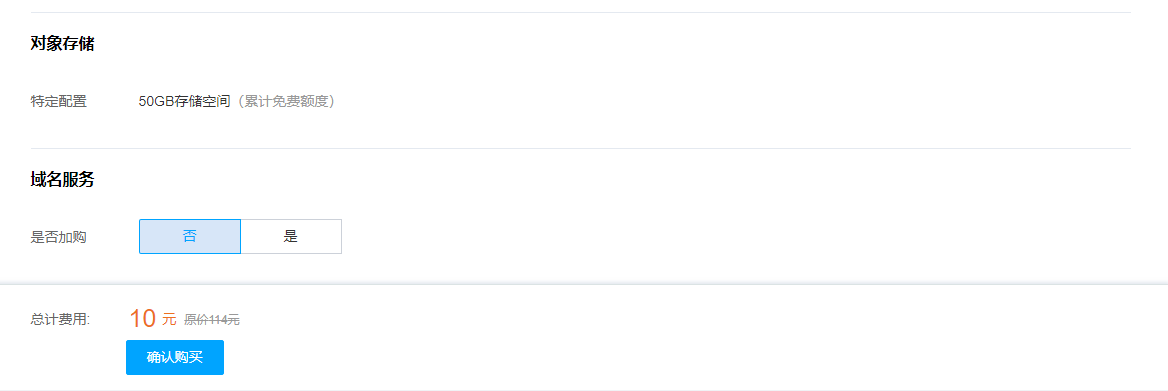 对象存储
特定配置 50GB存储空间（累计免费额度）
域名服务
是否加购 否 是
总计费用: 10 元 原价114元
确认购买